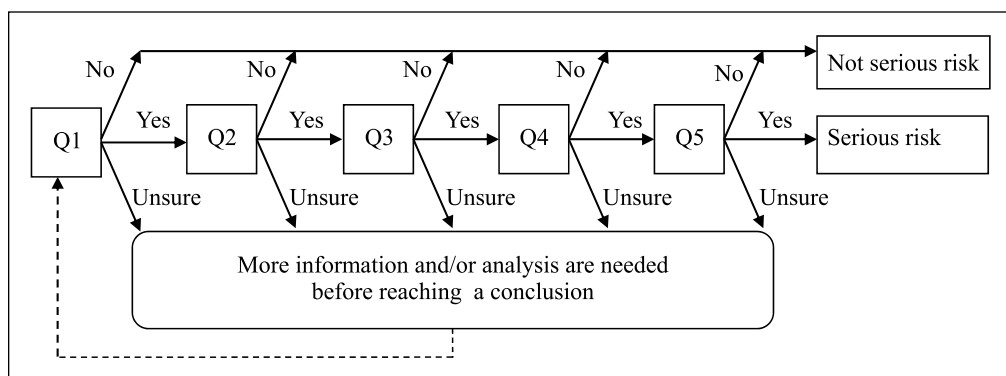 No
No
No
No
No
Not serious risk
Q1
Yes
Q2
Yes
Q3
Yes
Q4
Yes
Q5
Yes
Serious risk
Unsure
Unsure
Unsure
Unsure
Unsure
More information and/or analysis are needed
before reaching a conclusion